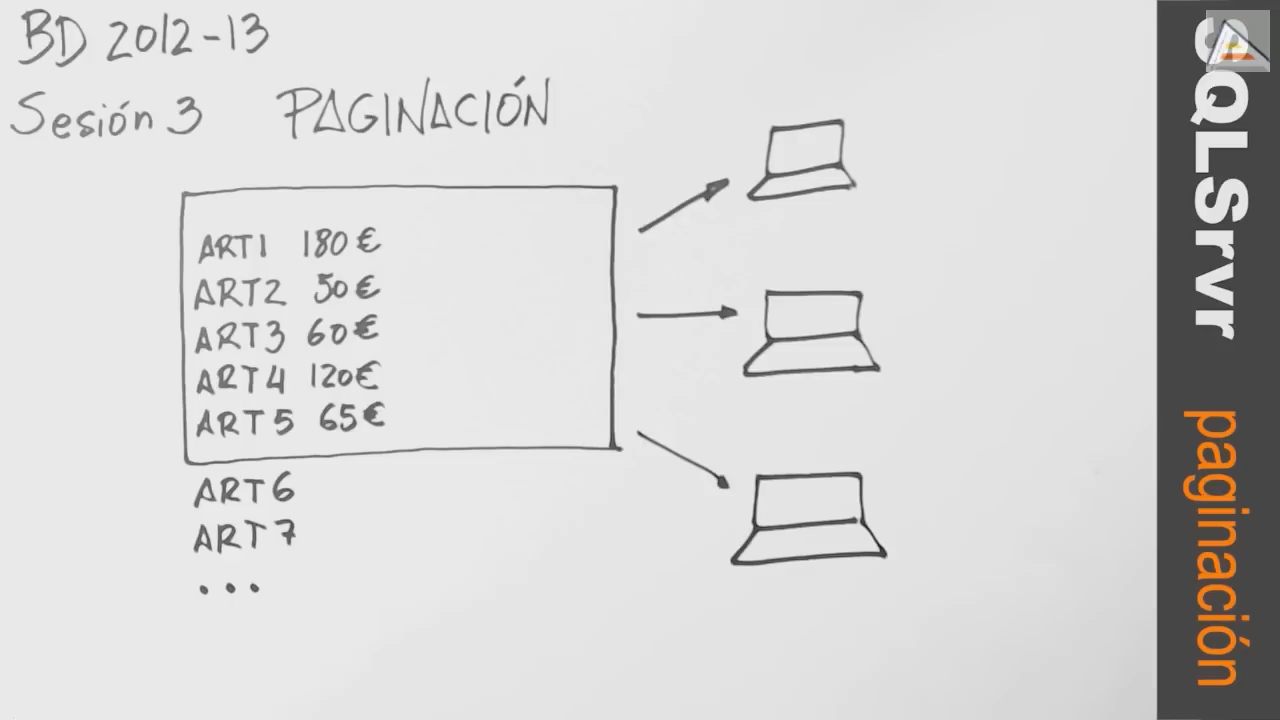 BD 2012-13
Sesión 3 PAGINACIÓN
ART1 180€
ART2 50€
ART3 60€
ART4 120€
ART5 65€
ART6
ART7
...
SQLSrvr paginación